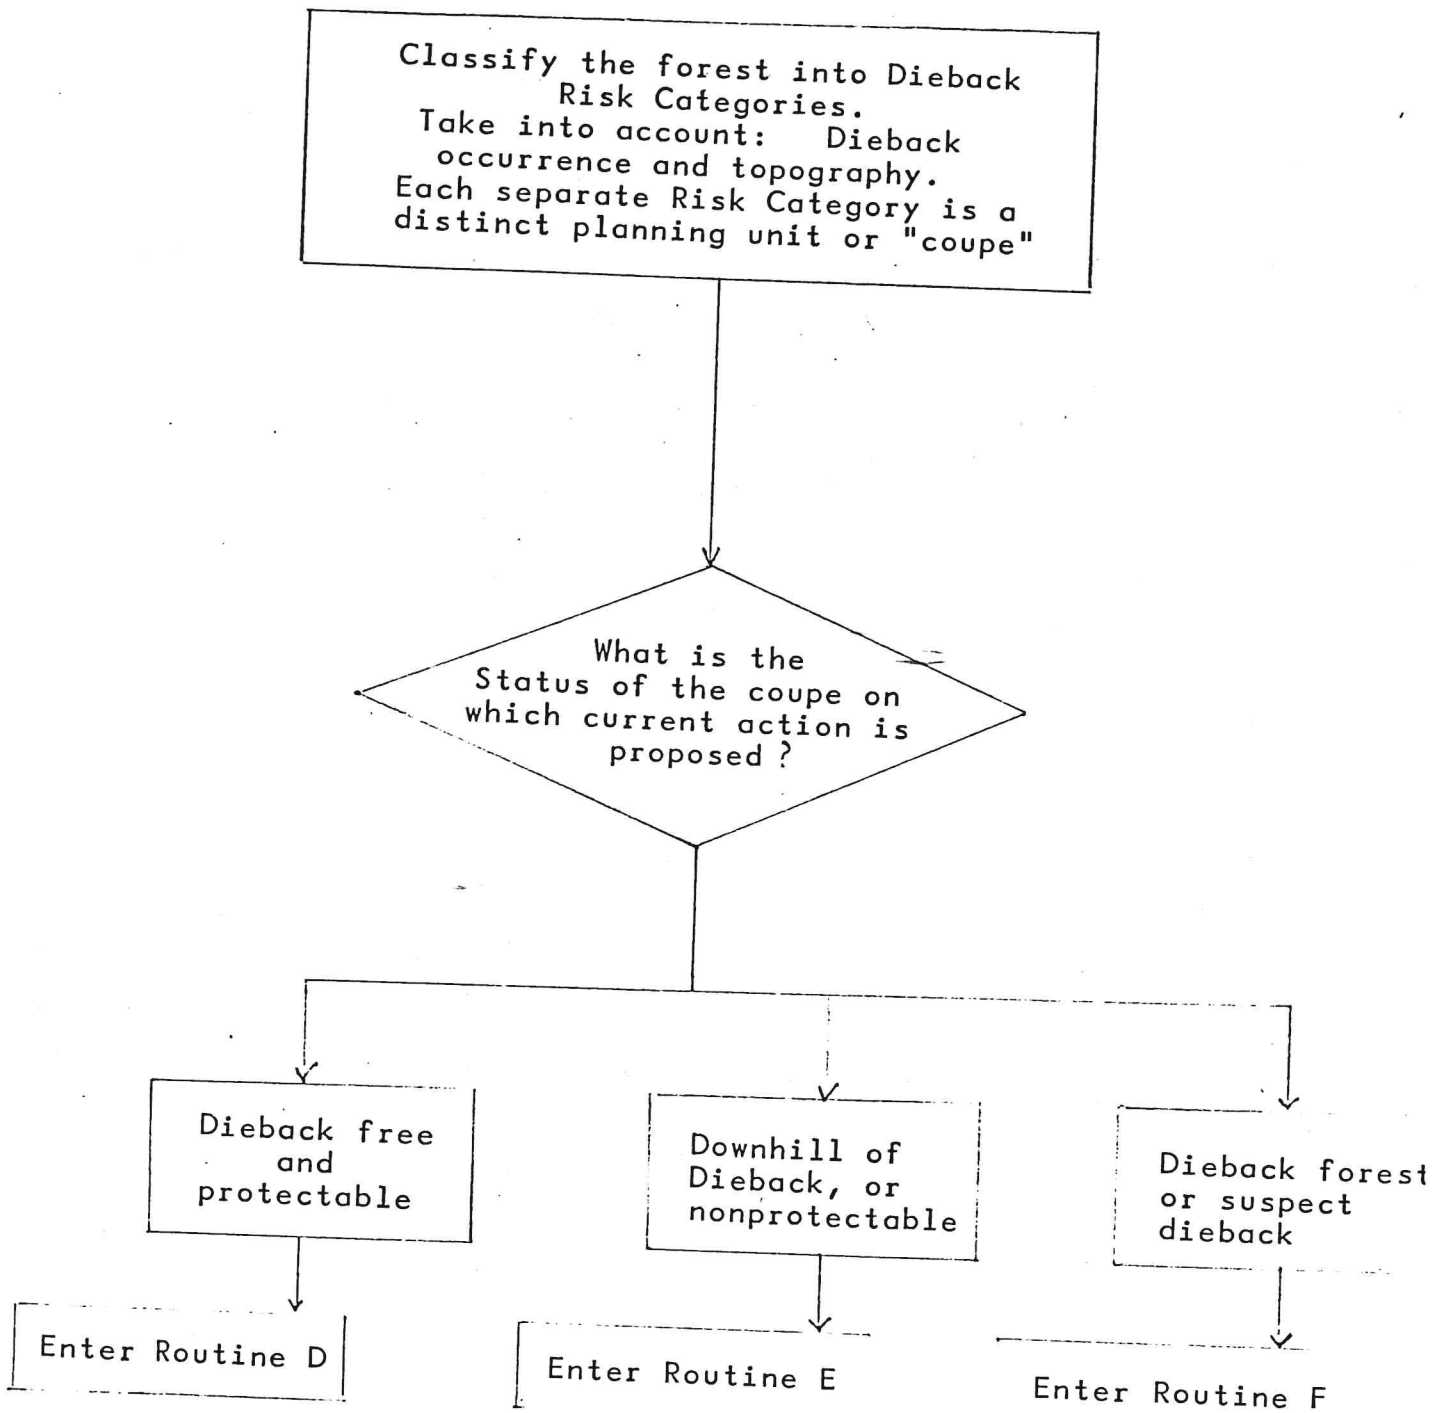 Classify the forest into Dieback
Risk Categories.
Take into account: Dieback
occurrence and topography.
Each separate Risk Category is a
distinct planning unit or "coupe"
What is the
Status of the coupe on
which current action is
proposed ?
Dieback free
and
protectable
Downhill of
Dieback, or
nonprotectable
Dieback forest
or suspect
dieback
Enter Routine D
Enter Routine E
Enter Routine F